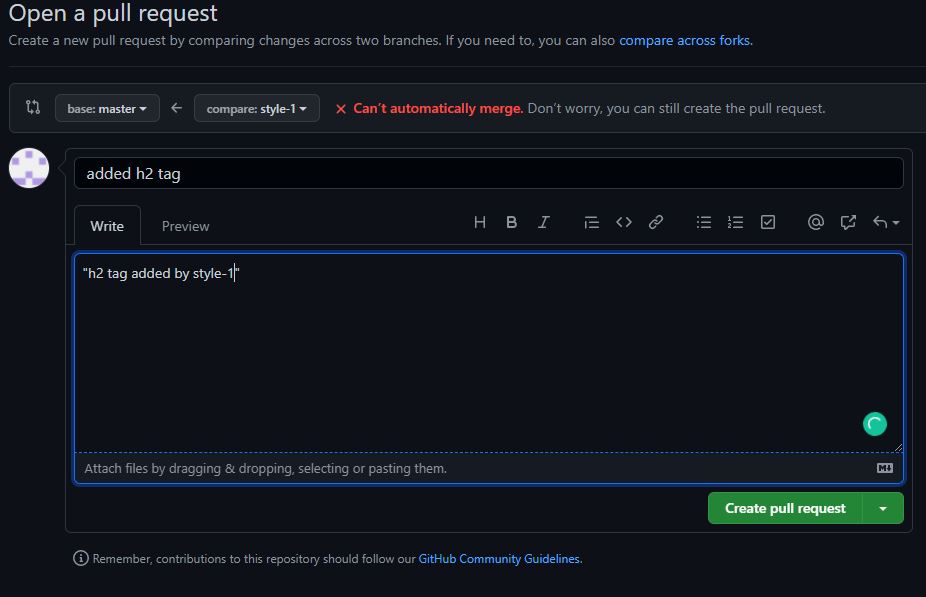 Open a pull request
Create a new pull request by comparing changes across two branches. If you need to, you can also compare across forks.
base: master compare: style-1 Can't automatically merge. Don't worry, you can still create the pull request.
added h2 tag
Write Preview
"h2 tag added by style-1"
Attach files by dragging & dropping, selecting or pasting them.
Create pull request
Remember, contributions to this repository should follow our GitHub Community Guidelines.